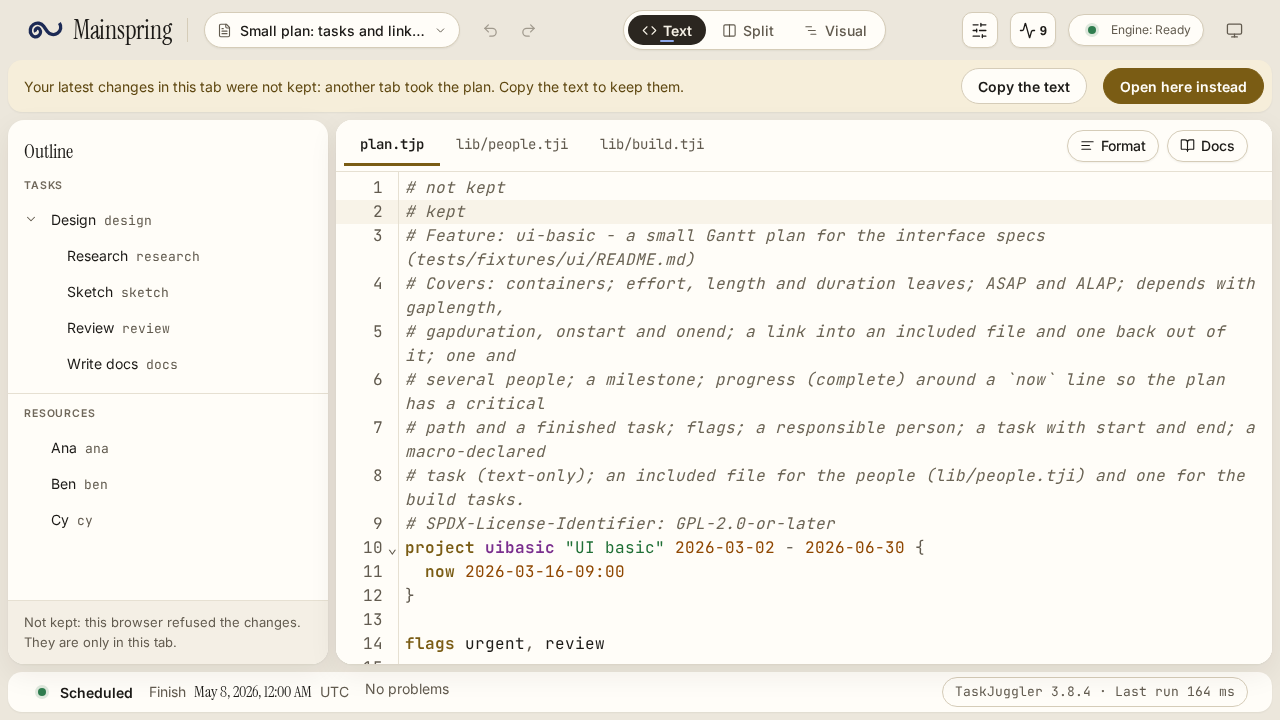 Mainspring
Small plan: tasks and link...
Text
Split
Visual
9
Engine: Ready
Your latest changes in this tab were not kept: another tab took the plan. Copy the text to keep them.
Copy the text
Open here instead
Outline
TASKS
Design design
Research research
Sketch sketch
Review review
Write docs docs
RESOURCES
Ana ana
Ben ben
Cy cy
Not kept: this browser refused the changes.
They are only in this tab.
plan.tjp
lib/people.tji
lib/build.tji
Format
Docs
1 # not kept
2 # kept
3 # Feature: ui-basic - a small Gantt plan for the interface specs
(tests/fixtures/ui/README.md)
4 # Covers: containers; effort, length and duration leaves; ASAP and ALAP; depends with
gaplength,
5 # gapduration, onstart and onend; a link into an included file and one back out of
it; one and
6 # several people; a milestone; progress (complete) around a `now` line so the plan
has a critical
7 # path and a finished task; flags; a responsible person; a task with start and end; a
macro-declared
8 # task (text-only); an included file for the people (lib/people.tji) and one for the
build tasks.
9 # SPDX-License-Identifier: GPL-2.0-or-later
10 project uibasic "UI basic" 2026-03-02 - 2026-06-30 {
11 now 2026-03-16-09:00
12 }
13
14 flags urgent, review
Scheduled
Finish May 8, 2026, 12:00 AM UTC
No problems
TaskJuggler 3.8.4 · Last run 164 ms